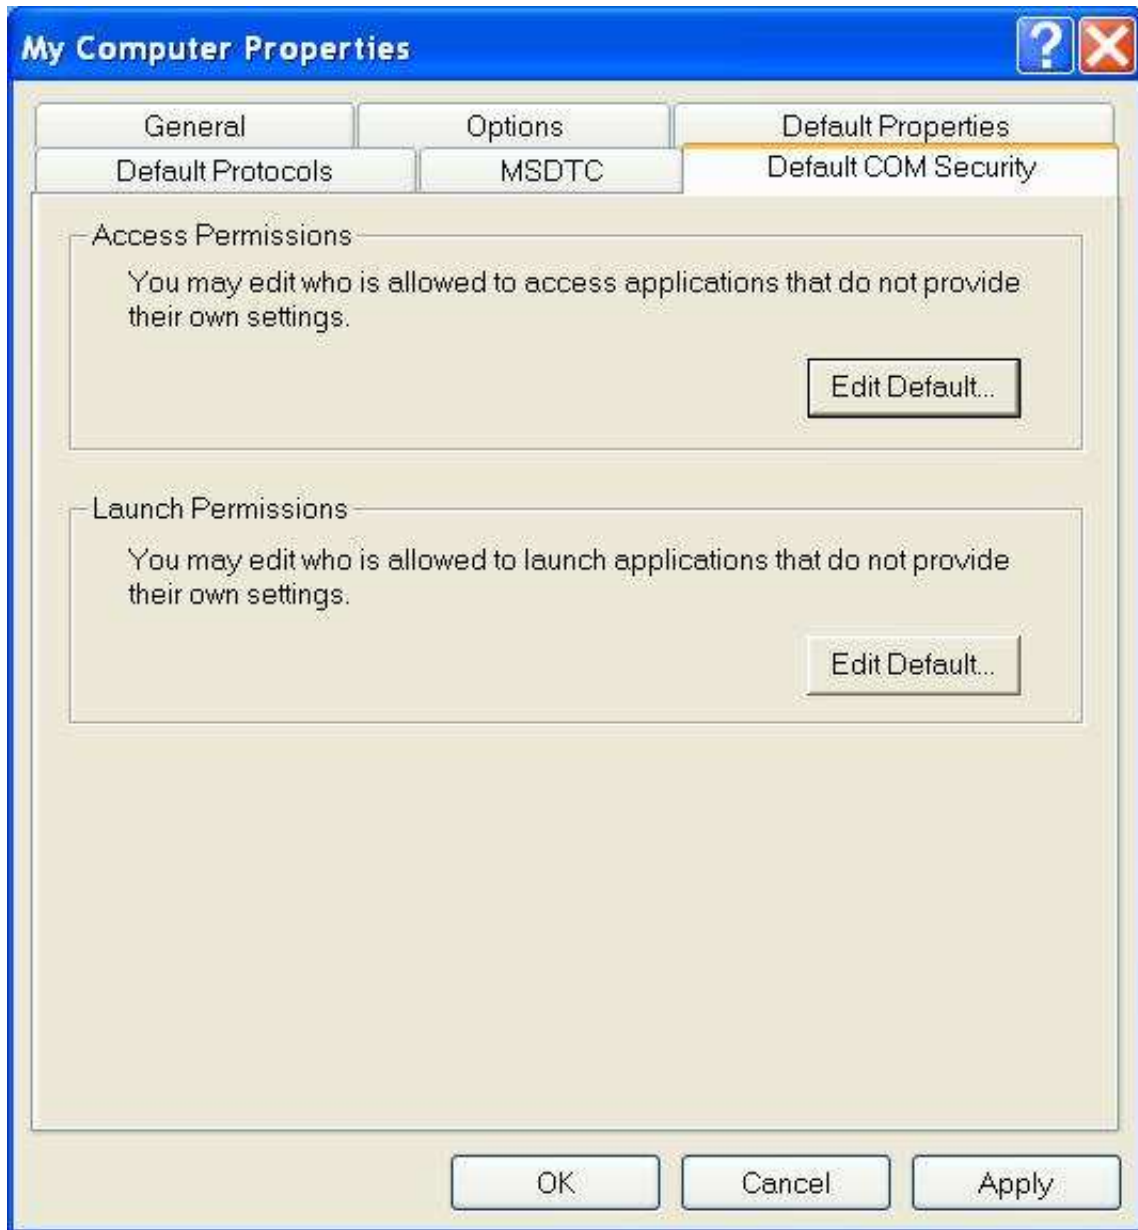 My Computer Properties
General
Options
Default Properties
Default Protocols
MSDTC
Default COM Security
Access Permissions
You may edit who is allowed to access applications that do not provide
their own settings.
Edit Default...
Launch Permissions
You may edit who is allowed to launch applications that do not provide
their own settings.
Edit Default...
OK
Cancel
Apply